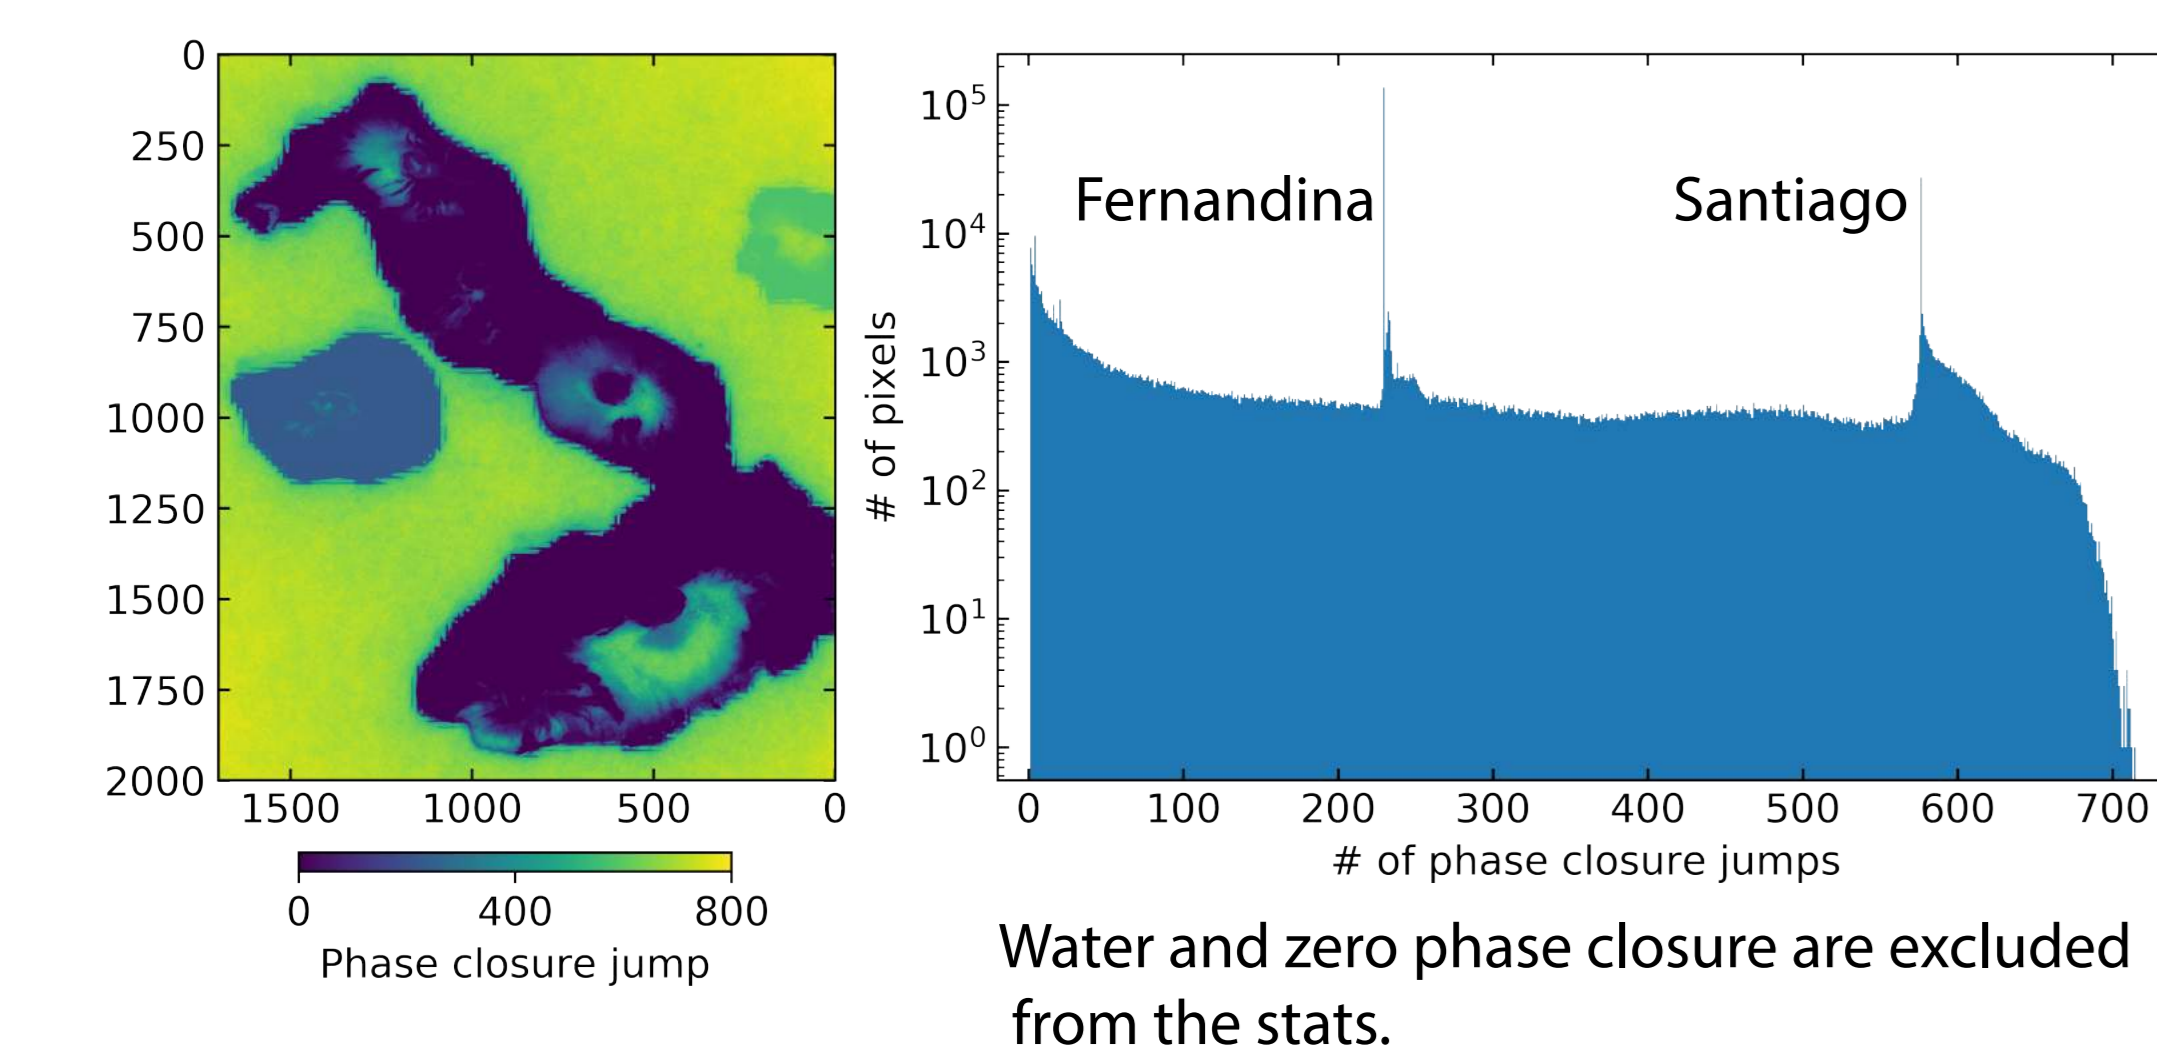 0
250
500
750
1000
1250
1500
1750
2000
1500 1000 500 0
0 400 800
Phase closure jump
# of pixels
10⁵
10⁴
10³
10²
10¹
10⁰
Fernandina
Santiago
0 100 200 300 400 500 600 700
# of phase closure jumps
Water and zero phase closure are excluded
from the stats.